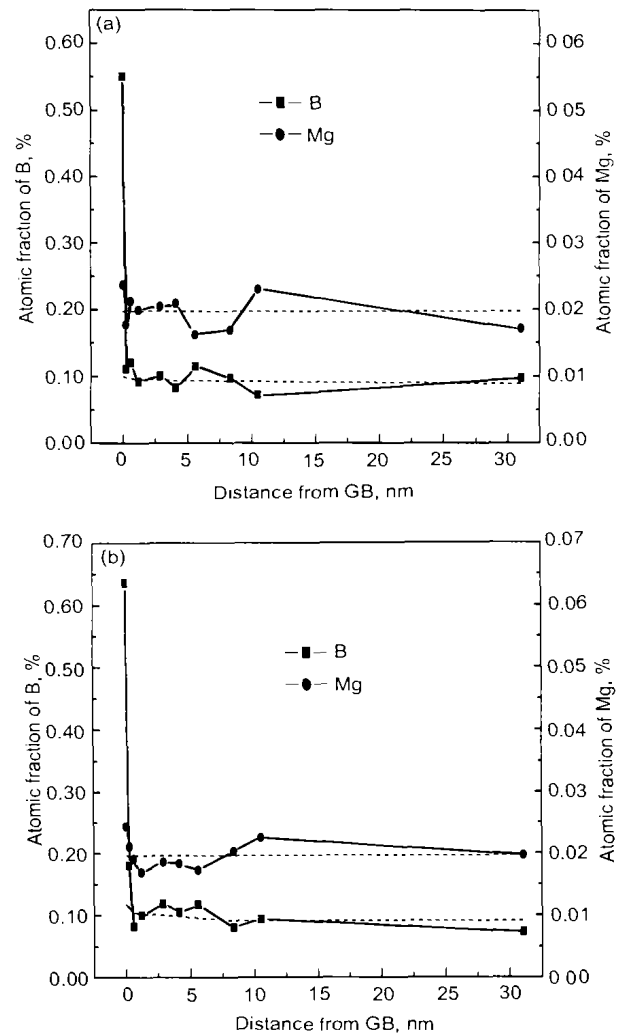 (a)
0.60
0.50
0.40
0.30
0.20
0.10
0.00
Atomic fraction of B, %
B
Mg
0 06
0.05
0 04
0.03
0 02
0 01
0 00
Atomic fraction of Mg, %
0 5 10 15 20 25 30
Distance from GB, nm
(b)
0.70
0.60
0.50
0.40
0.30
0.20
0.10
0.00
Atomic fraction of B, %
B
Mg
0.07
0.06
0.05
0.04
0.03
0 02
0 01
0 00
Atomic fraction of Mg, %
0 5 10 15 20 25 30
Distance from GB, nm